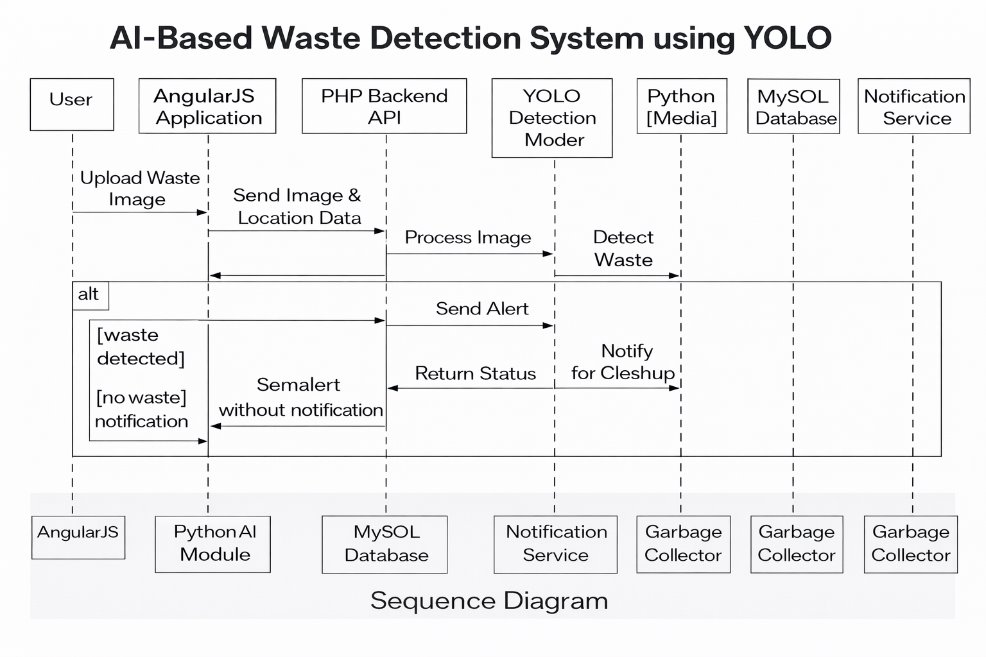 AI-Based Waste Detection System using YOLO
User
AngularJS
Application
PHP Backend
API
YOLO
Detection
Moder
Python
[Media]
MySOL
Database
Notification
Service
Upload Waste
Image
Send Image &
Location Data
Process Image
Detect
Waste
alt
[waste
detected]
Send Alert
Notify
for Cleshup
Return Status
[no waste]
notification
Semalert
without notification
AngularJS
Python AI
Module
MySOL
Database
Notification
Service
Garbage
Collector
Garbage
Collector
Garbage
Collector
Sequence Diagram